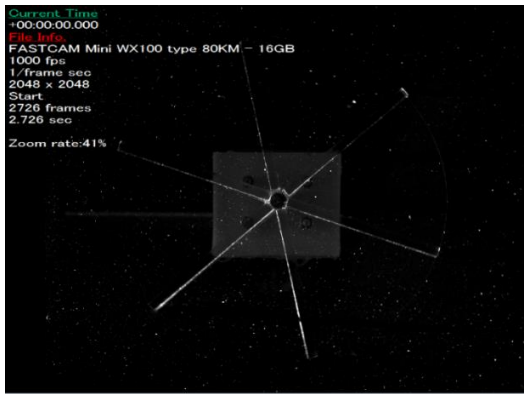 Current Time
+00:00:00.000
File Info.
FASTCAM Mini WX100 type 80KM - 16GB
1000 fps
1/frame sec
2048 x 2048
Start
2726 frames
2.726 sec
Zoom rate:41%